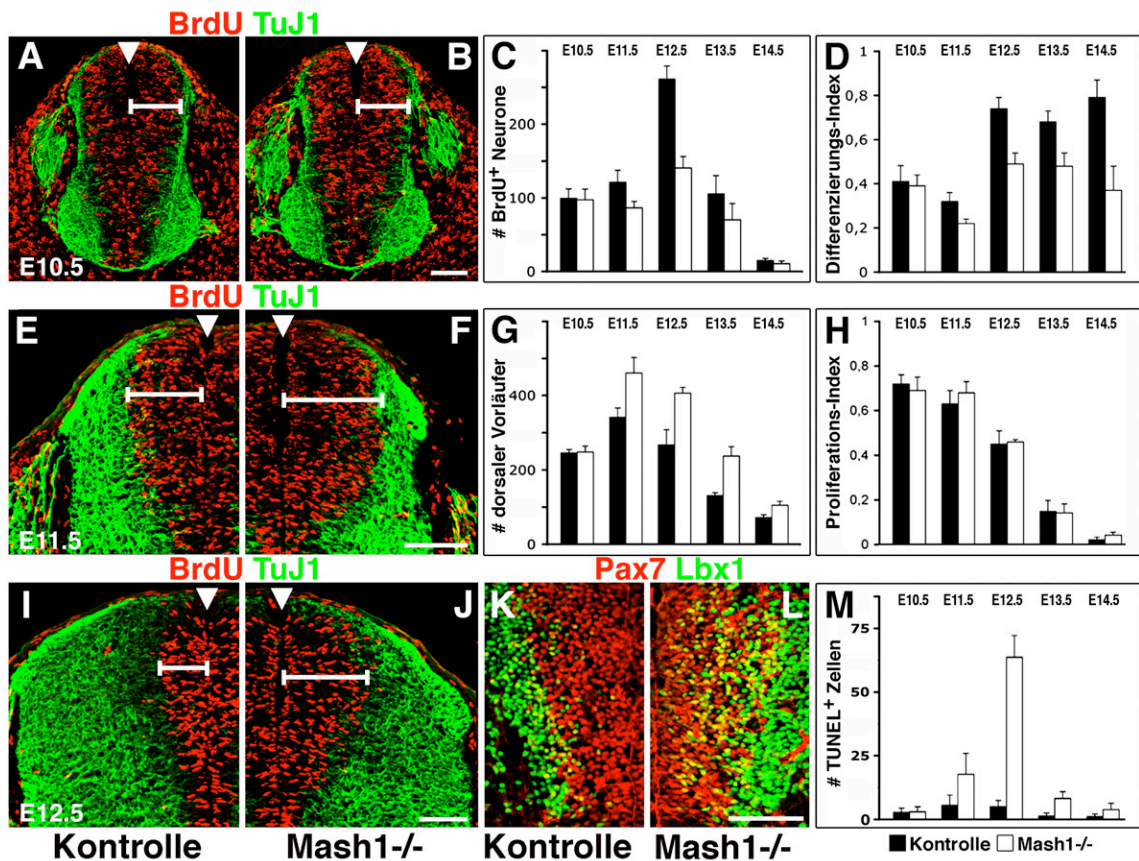 BrdU TuJ1
A
B
E10.5
C
E10.5 E11.5 E12.5 E13.5 E14.5
# BrdU+ Neurone
250
100
0
D
E10.5 E11.5 E12.5 E13.5 E14.5
Differenzierungs-Index
1
0,8
0,4
0,2
0
BrdU TuJ1
E
F
E11.5
G
E10.5 E11.5 E12.5 E13.5 E14.5
# dorsaler Vorläufer
400
200
0
H
E10.5 E11.5 E12.5 E13.5 E14.5
Proliferations-Index
1
0,6
0,4
0,2
0
BrdU TuJ1
I
J
E12.5
Pax7 Lbx1
K
L
M
E10.5 E11.5 E12.5 E13.5 E14.5
# TUNEL+ Zellen
75
50
25
0
Kontrolle Mash1-/- Kontrolle Mash1-/-
Kontrolle Mash1-/-